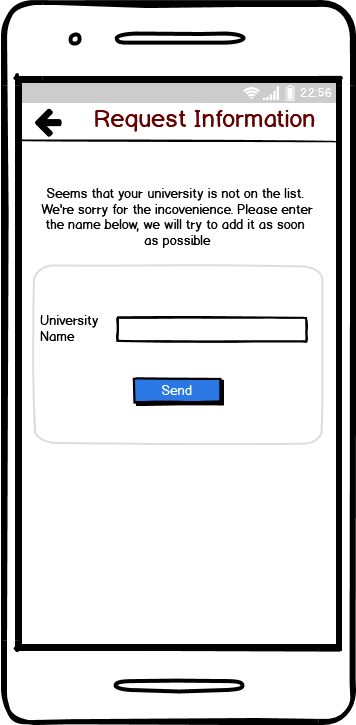 22:56
Request Information
Seems that your university is not on the list.
We're sorry for the incovenience. Please enter
the name below, we will try to add it as soon
as possible
University
Name
Send